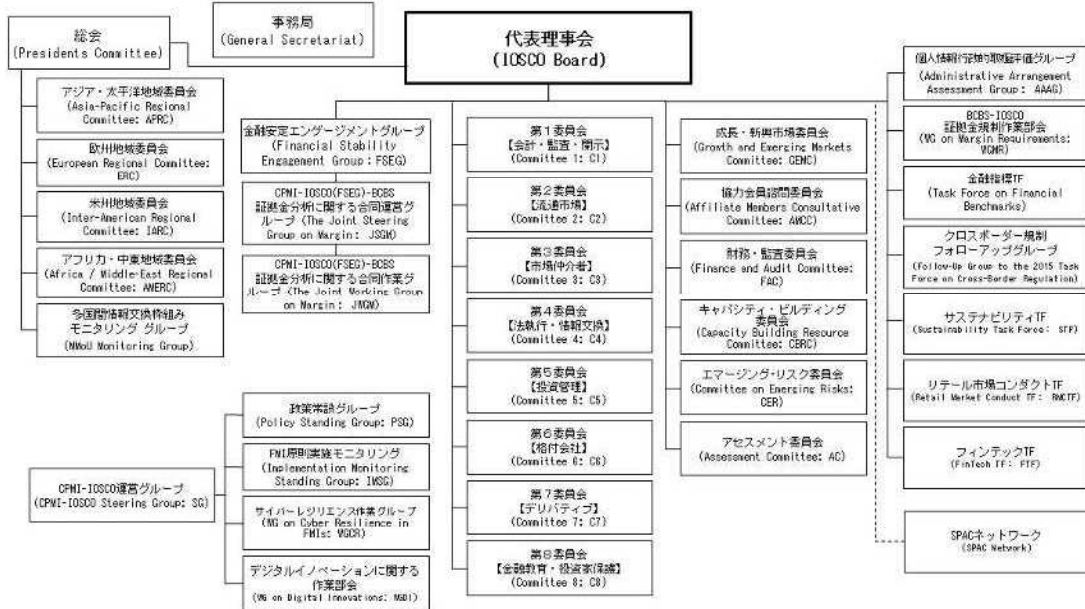 総会
(Presidents Committee)
事務局
(General Secretariat)
代表理事会
(IOSCO Board)
アジア・太平洋地域委員会
(Asia-Pacific Regional
Committee: APRC)
欧州地域委員会
(European Regional Committee:
ERC)
米州地域委員会
(Inter-American Regional
Committee: IARC)
アフリカ・中東地域委員会
(Africa / Middle-East Regional
Committee: AMERC)
多国間情報交換枠組み
モニタリング グループ
(MMoU Monitoring Group)
金融安定エンゲージメントグループ
(Financial Stability
Engagement Group：FSEG)
CPMI-IOSCO(FSEG)-BCBS
証拠金分析に関する合同運営グ
ループ (The Joint Steering
Group on Margin： JSGM)
CPMI-IOSCO(FSEG)-BCBS
証拠金分析に関する合同作業グ
ループ (The Joint Working Group
on Margin： JWGM)
第１委員会
【会計・監査・開示】
(Committee 1: C1)
第２委員会
【流通市場】
(Committee 2: C2)
第３委員会
【市場仲介者】
(Committee 3: C3)
第４委員会
【法執行・情報交換】
(Committee 4: C4)
第５委員会
【投資管理】
(Committee 5: C5)
第６委員会
【格付会社】
(Committee 6: C6)
第７委員会
【デリバティブ】
(Committee 7: C7)
第８委員会
【金融教育・投資家保護】
(Committee 8: C8)
成長・新興市場委員会
(Growth and Emerging Markets
Committee: GEMC)
協力会員諮問委員会
(Affiliate Members Consultative
Committee: AMCC)
財務・監査委員会
(Finance and Audit Committee:
FAC)
キャパシティ・ビルディング
委員会
(Capacity Building Resource
Committee: CBRC)
エマージング・リスク委員会
(Committee on Emerging Risks:
CER)
アセスメント委員会
(Assessment Committee: AC)
個人情報行政的取極評価グループ
(Administrative Arrangement
Assessment Group： AAAG)
BCBS-IOSCO
証拠金規制作業部会
(WG on Margin Requirements: WGMR)
金融指標TF
(Task Force on Financial
Benchmarks)
クロスボーダー規制
フォローアップグループ
(Follow-Up Group to the 2015 Task
Force on Cross-Border Regulation)
サステナビリティTF
(Sustainability Task Force： STF)
リテール市場コンダクトTF
(Retail Market Conduct TF： RMCTF)
フィンテックTF
(FinTech TF： FTF)
SPACネットワーク
(SPAC Network)
CPMI-IOSCO運営グループ
(CPMI-IOSCO Steering Group: SG)
政策常設グループ
(Policy Standing Group: PSG)
FMI原則実施モニタリング
(Implementation Monitoring
Standing Group: IMSG)
サイバーレジリエンス作業グループ
(WG on Cyber Resilience in
FMIs: WGCR)
デジタルイノベーションに関する
作業部会
(WG on Digital Innovations: WGDI)